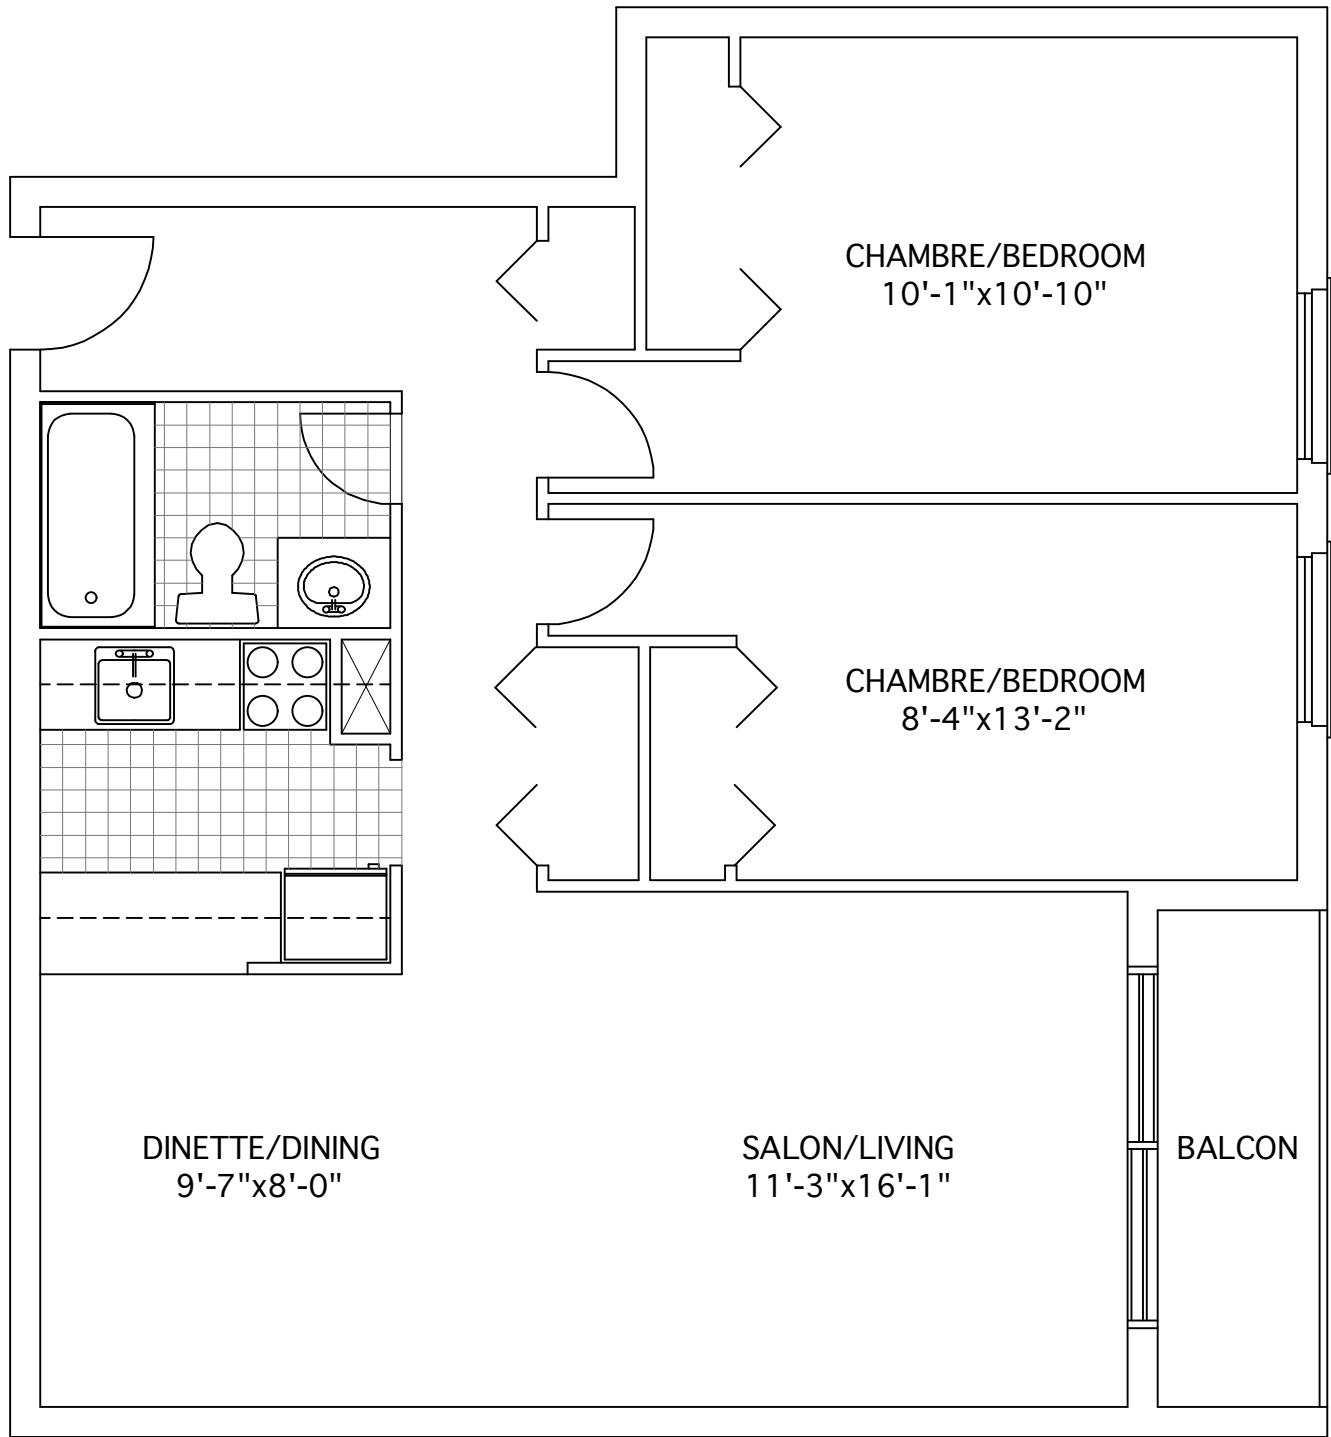 CHAMBRE/BEDROOM
10'-1"x10'-10"
CHAMBRE/BEDROOM
8'-4"x13'-2"
DINETTE/DINING
9'-7"x8'-0"
SALON/LIVING
11'-3"x16'-1"
BALCON